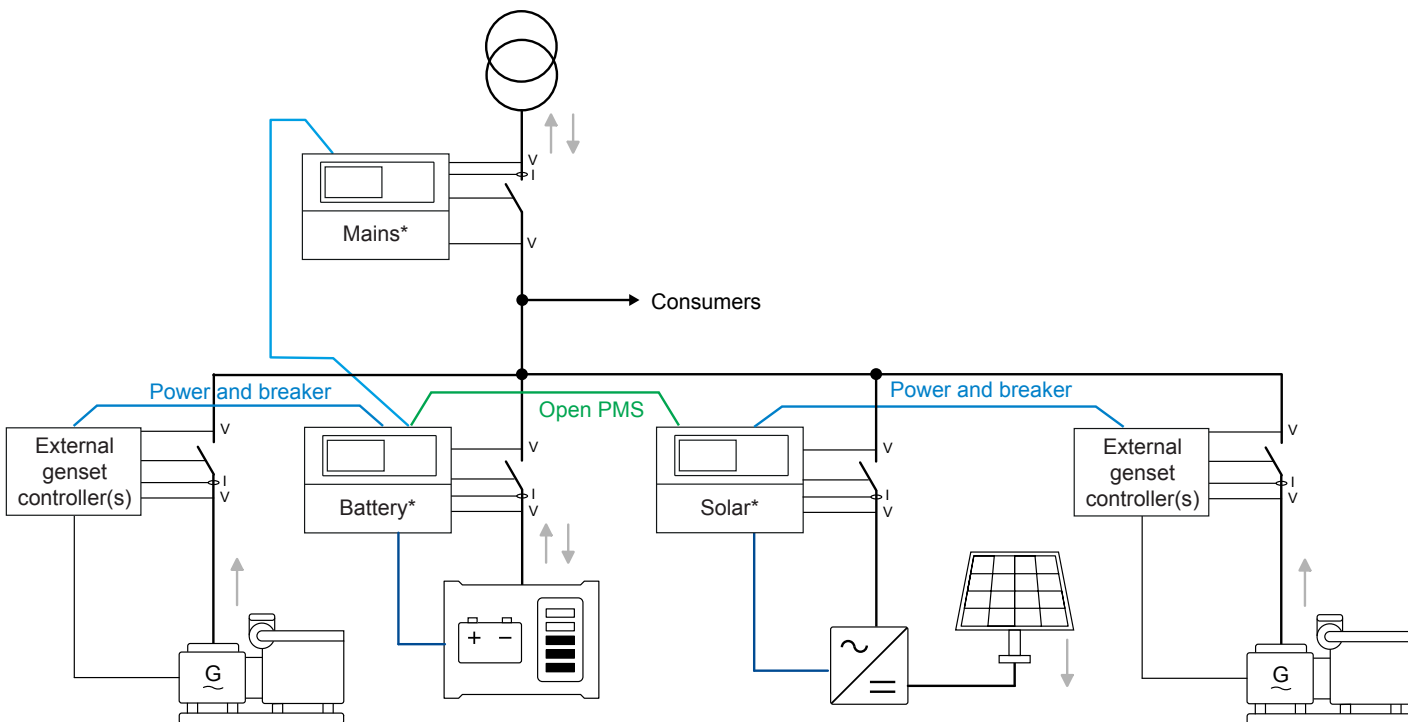 V
I
Mains*
V
Consumers
Power and breaker
Open PMS
Power and breaker
External
genset
controller(s)
V
I
V
Battery*
V
I
V
Solar*
V
I
V
External
genset
controller(s)
V
I
V
G
+ −
G